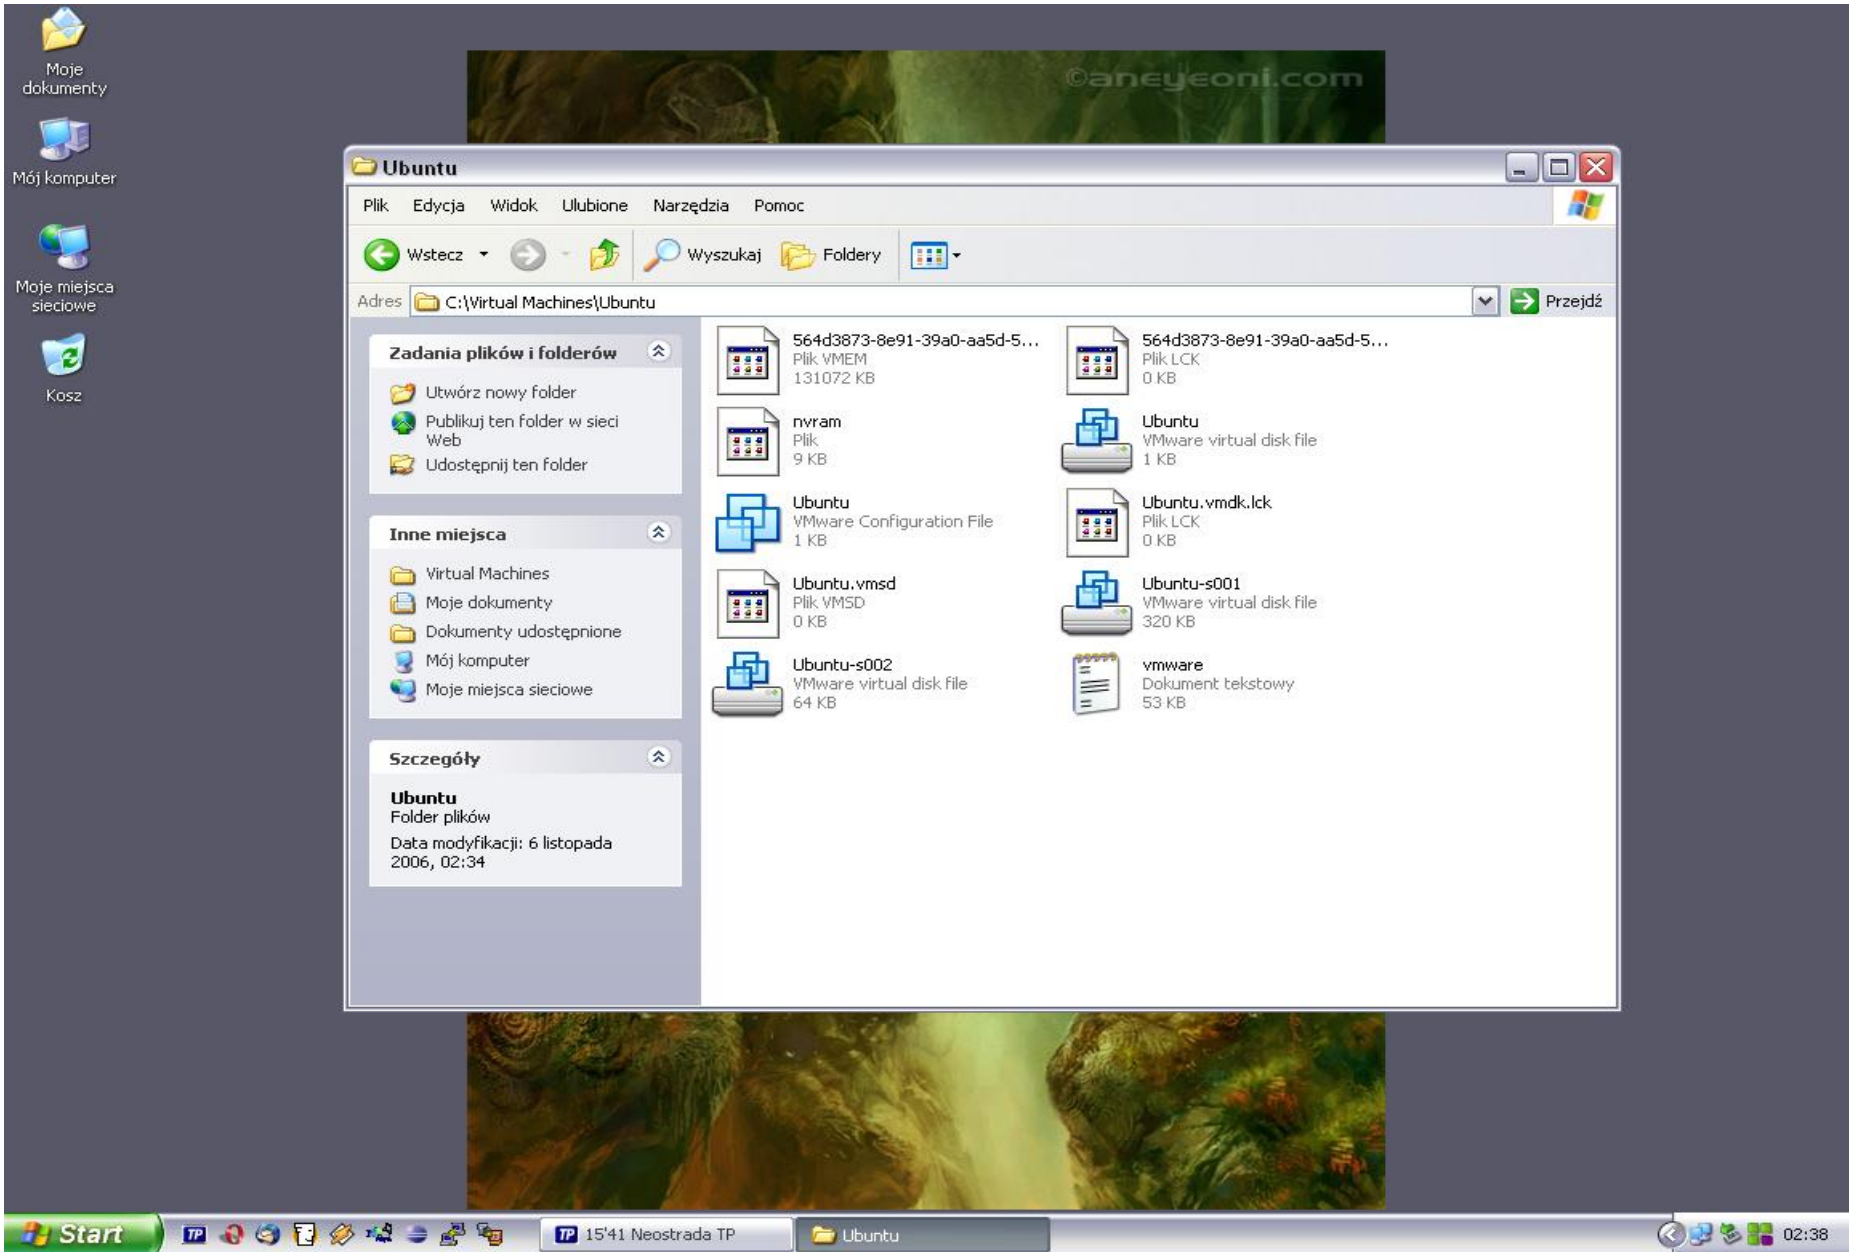 Moje
dokumenty
Mój komputer
Moje miejsca
sieciowe
Kosz
©aneyeoni.com
Ubuntu
Plik Edycja Widok Ulubione Narzędzia Pomoc
Wstecz Wyszukaj Foldery
Adres C:\Virtual Machines\Ubuntu Przejdź
Zadania plików i folderów
Utwórz nowy folder
Publikuj ten folder w sieci
Web
Udostępnij ten folder
Inne miejsca
Virtual Machines
Moje dokumenty
Dokumenty udostępnione
Mój komputer
Moje miejsca sieciowe
Szczegóły
Ubuntu
Folder plików
Data modyfikacji: 6 listopada
2006, 02:34
564d3873-8e91-39a0-aa5d-5...
Plik VMEM
131072 KB
564d3873-8e91-39a0-aa5d-5...
Plik LCK
0 KB
nvram
Plik
9 KB
Ubuntu
VMware virtual disk file
1 KB
Ubuntu
VMware Configuration File
1 KB
Ubuntu.vmdk.lck
Plik LCK
0 KB
Ubuntu.vmsd
Plik VMSD
0 KB
Ubuntu-s001
VMware virtual disk file
320 KB
Ubuntu-s002
VMware virtual disk file
64 KB
vmware
Dokument tekstowy
53 KB
Start TP TP 15'41 Neostrada TP Ubuntu 02:38